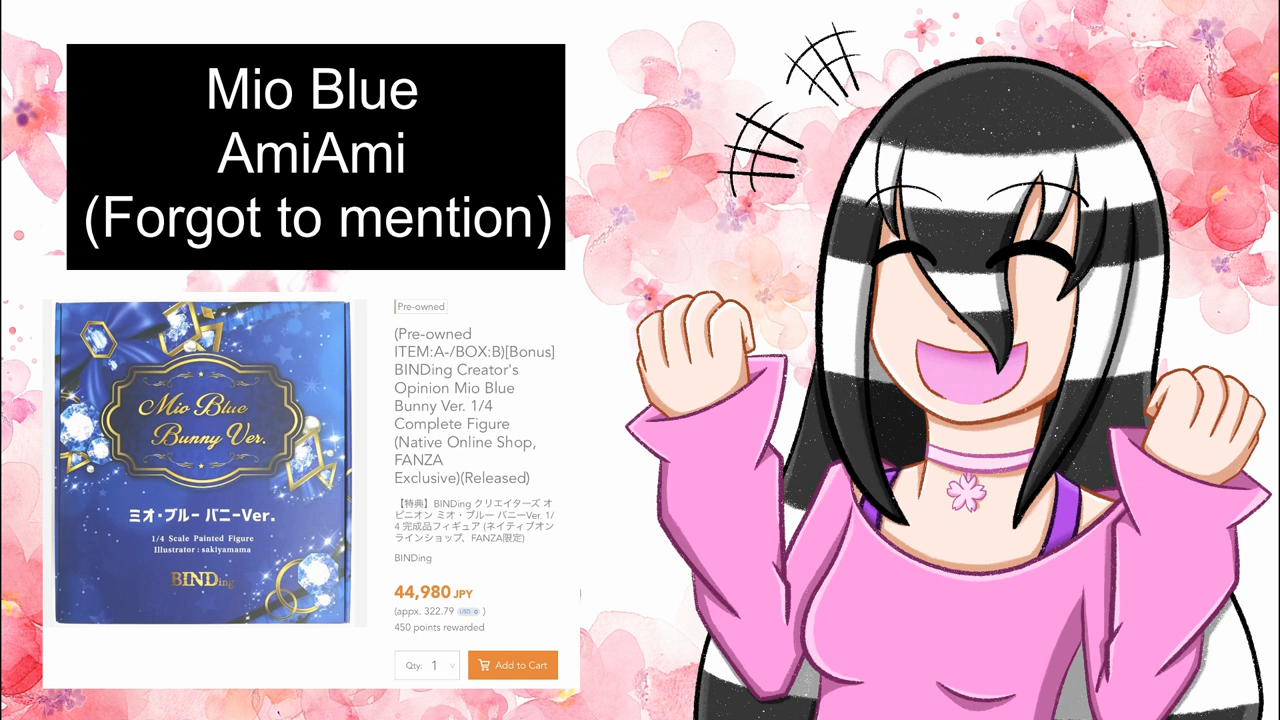 Mio Blue
AmiAmi
(Forgot to mention)
Mio Blue
Bunny Ver.
ミオ・ブルー バニーVer.
1/4 Scale Painted Figure
Illustrator : sakiyamama
BINDing
Pre-owned
(Pre-owned
ITEM:A-/BOX:B)[Bonus]
BINDing Creator's
Opinion Mio Blue
Bunny Ver. 1/4
Complete Figure
(Native Online Shop,
FANZA
Exclusive)(Released)
【特典】BINDing クリエイターズ オ
ピニオン ミオ・ブルー バニーVer. 1/
4 完成品フィギュア (ネイティブオン
ラインショップ、FANZA限定)
BINDing
44,980 JPY
(appx. 322.79 USD )
450 points rewarded
Qty: 1
Add to Cart